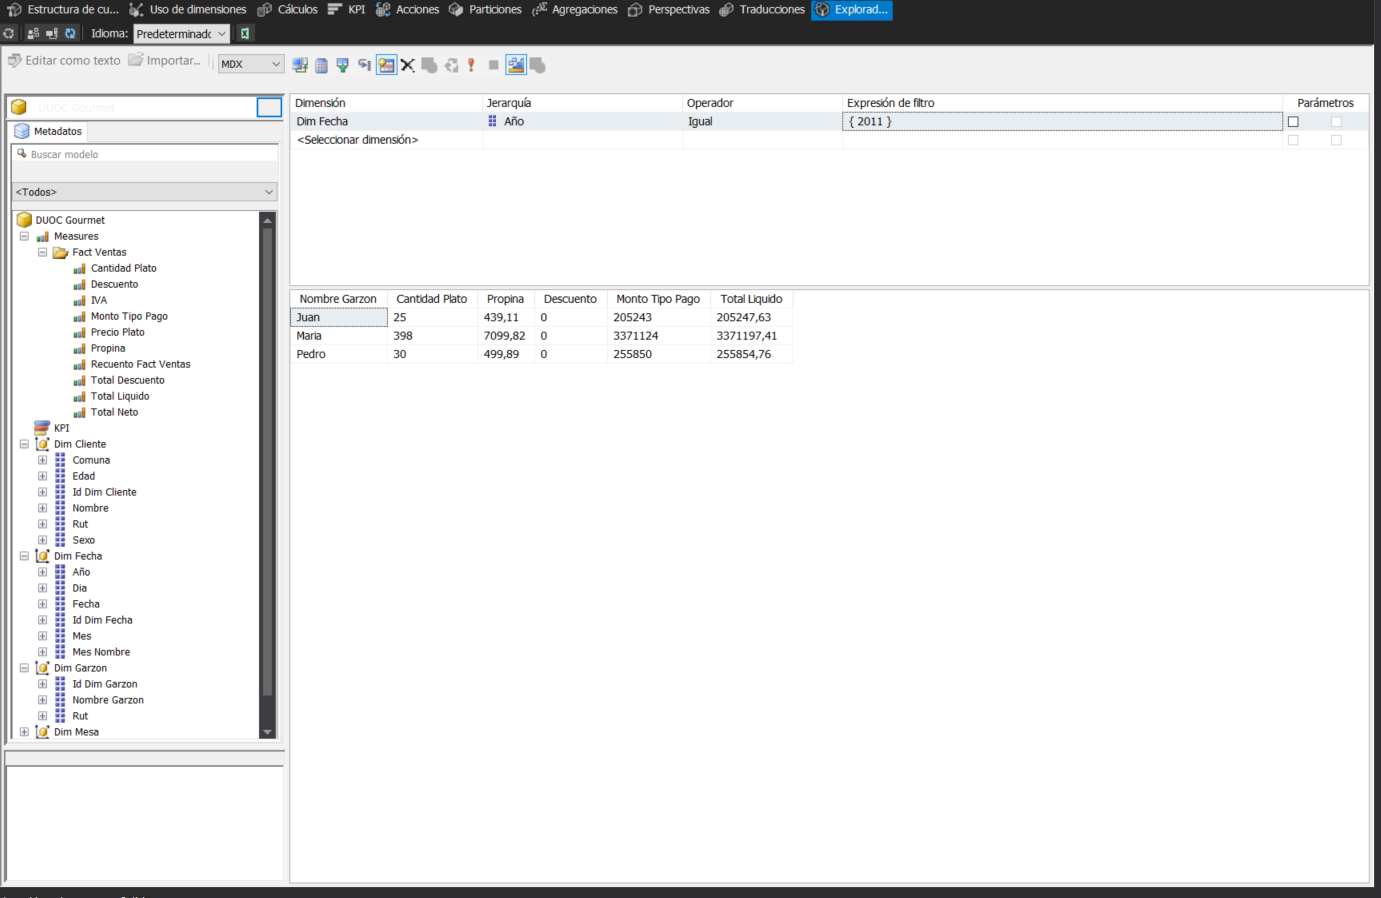 Estructura de cu... Uso de dimensiones Cálculos KPI Acciones Particiones Agregaciones Perspectivas Traducciones Explorad...
Idioma: Predeterminado
Editar como texto Importar... MDX
DUOC Gourmet
Metadatos
Buscar modelo
<Todos>
DUOC Gourmet
Measures
Fact Ventas
Cantidad Plato
Descuento
IVA
Monto Tipo Pago
Precio Plato
Propina
Recuento Fact Ventas
Total Descuento
Total Liquido
Total Neto
KPI
Dim Cliente
Comuna
Edad
Id Dim Cliente
Nombre
Rut
Sexo
Dim Fecha
Año
Dia
Fecha
Id Dim Fecha
Mes
Mes Nombre
Dim Garzon
Id Dim Garzon
Nombre Garzon
Rut
Dim Mesa
Dimensión Jerarquía Operador Expresión de filtro Parámetros
Dim Fecha Año Igual { 2011 }
<Seleccionar dimensión>
Nombre Garzon Cantidad Plato Propina Descuento Monto Tipo Pago Total Liquido
Juan 25 439,11 0 205243 205247,63
Maria 398 7099,82 0 3371124 3371197,41
Pedro 30 499,89 0 255850 255854,76